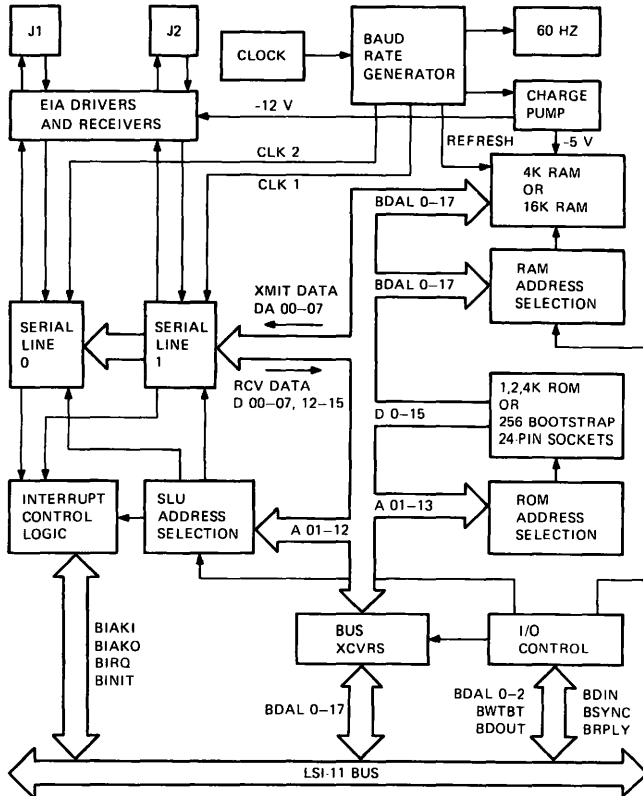 J1
J2
CLOCK
BAUD
RATE
GENERATOR
60 HZ
EIA DRIVERS
AND RECEIVERS
-12 V
CHARGE
PUMP
REFRESH
-5 V
CLK 2
CLK 1
4K RAM
OR
16K RAM
BDAL 0-17
RAM
ADDRESS
SELECTION
BDAL 0-17
XMIT DATA
DA 00-07
SERIAL
LINE
0
SERIAL
LINE
1
RCV DATA
D 00-07, 12-15
D 0-15
1,2,4K ROM
OR
256 BOOTSTRAP
24-PIN SOCKETS
INTERRUPT
CONTROL
LOGIC
SLU
ADDRESS
SELECTION
A 01-12
A 01-13
ROM
ADDRESS
SELECTION
BIAKI
BIAKO
BIRQ
BINIT
BUS
XCVRS
I/O
CONTROL
BDAL 0-17
BDAL 0-2
BWTBT
BDOUT
BDIN
BSYNC
BRPLY
LSI-11 BUS